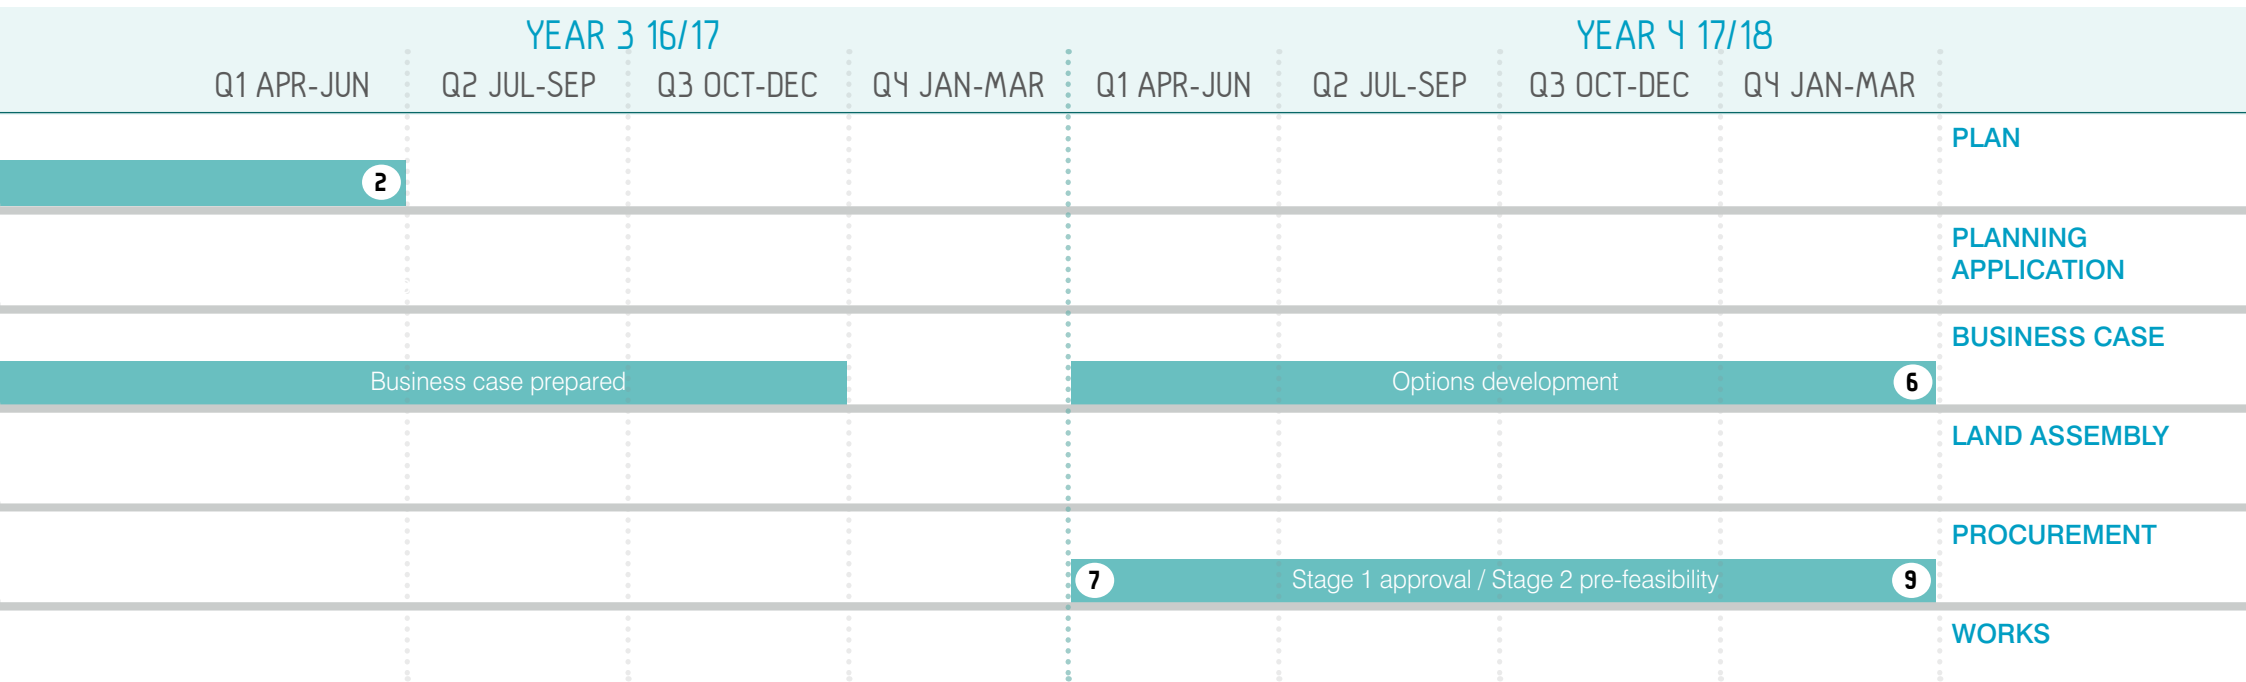 YEAR 3 16/17 YEAR 4 17/18
Q1 APR-JUN Q2 JUL-SEP Q3 OCT-DEC Q4 JAN-MAR Q1 APR-JUN Q2 JUL-SEP Q3 OCT-DEC Q4 JAN-MAR
PLAN
2
PLANNING
APPLICATION
BUSINESS CASE
Business case prepared Options development 6
LAND ASSEMBLY
PROCUREMENT
7 Stage 1 approval / Stage 2 pre-feasibility 9
WORKS